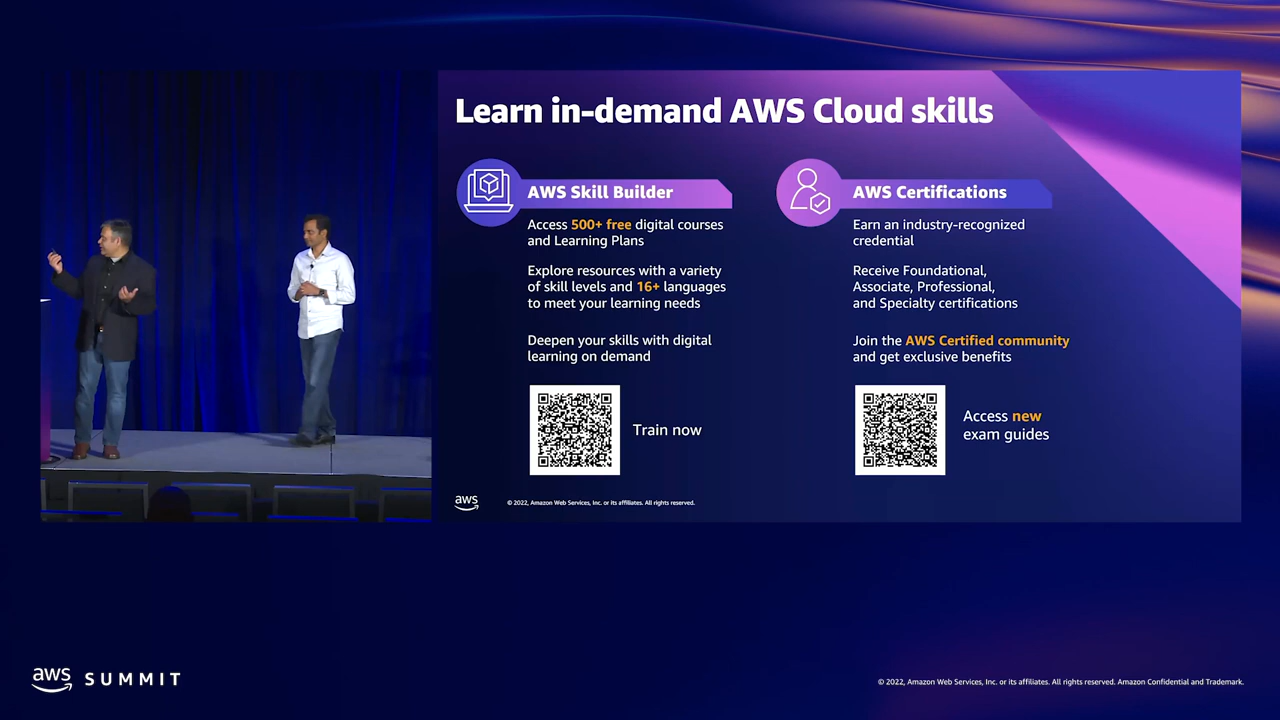 Learn in-demand AWS Cloud skills
AWS Skill Builder
Access 500+ free digital courses
and Learning Plans
Explore resources with a variety
of skill levels and 16+ languages
to meet your learning needs
Deepen your skills with digital
learning on demand
Train now
AWS Certifications
Earn an industry-recognized
credential
Receive Foundational,
Associate, Professional,
and Specialty certifications
Join the AWS Certified community
and get exclusive benefits
Access new
exam guides
aws
© 2022, Amazon Web Services, Inc. or its affiliates. All rights reserved.
aws SUMMIT
© 2022, Amazon Web Services, Inc. or its affiliates. All rights reserved. Amazon Confidential and Trademark.